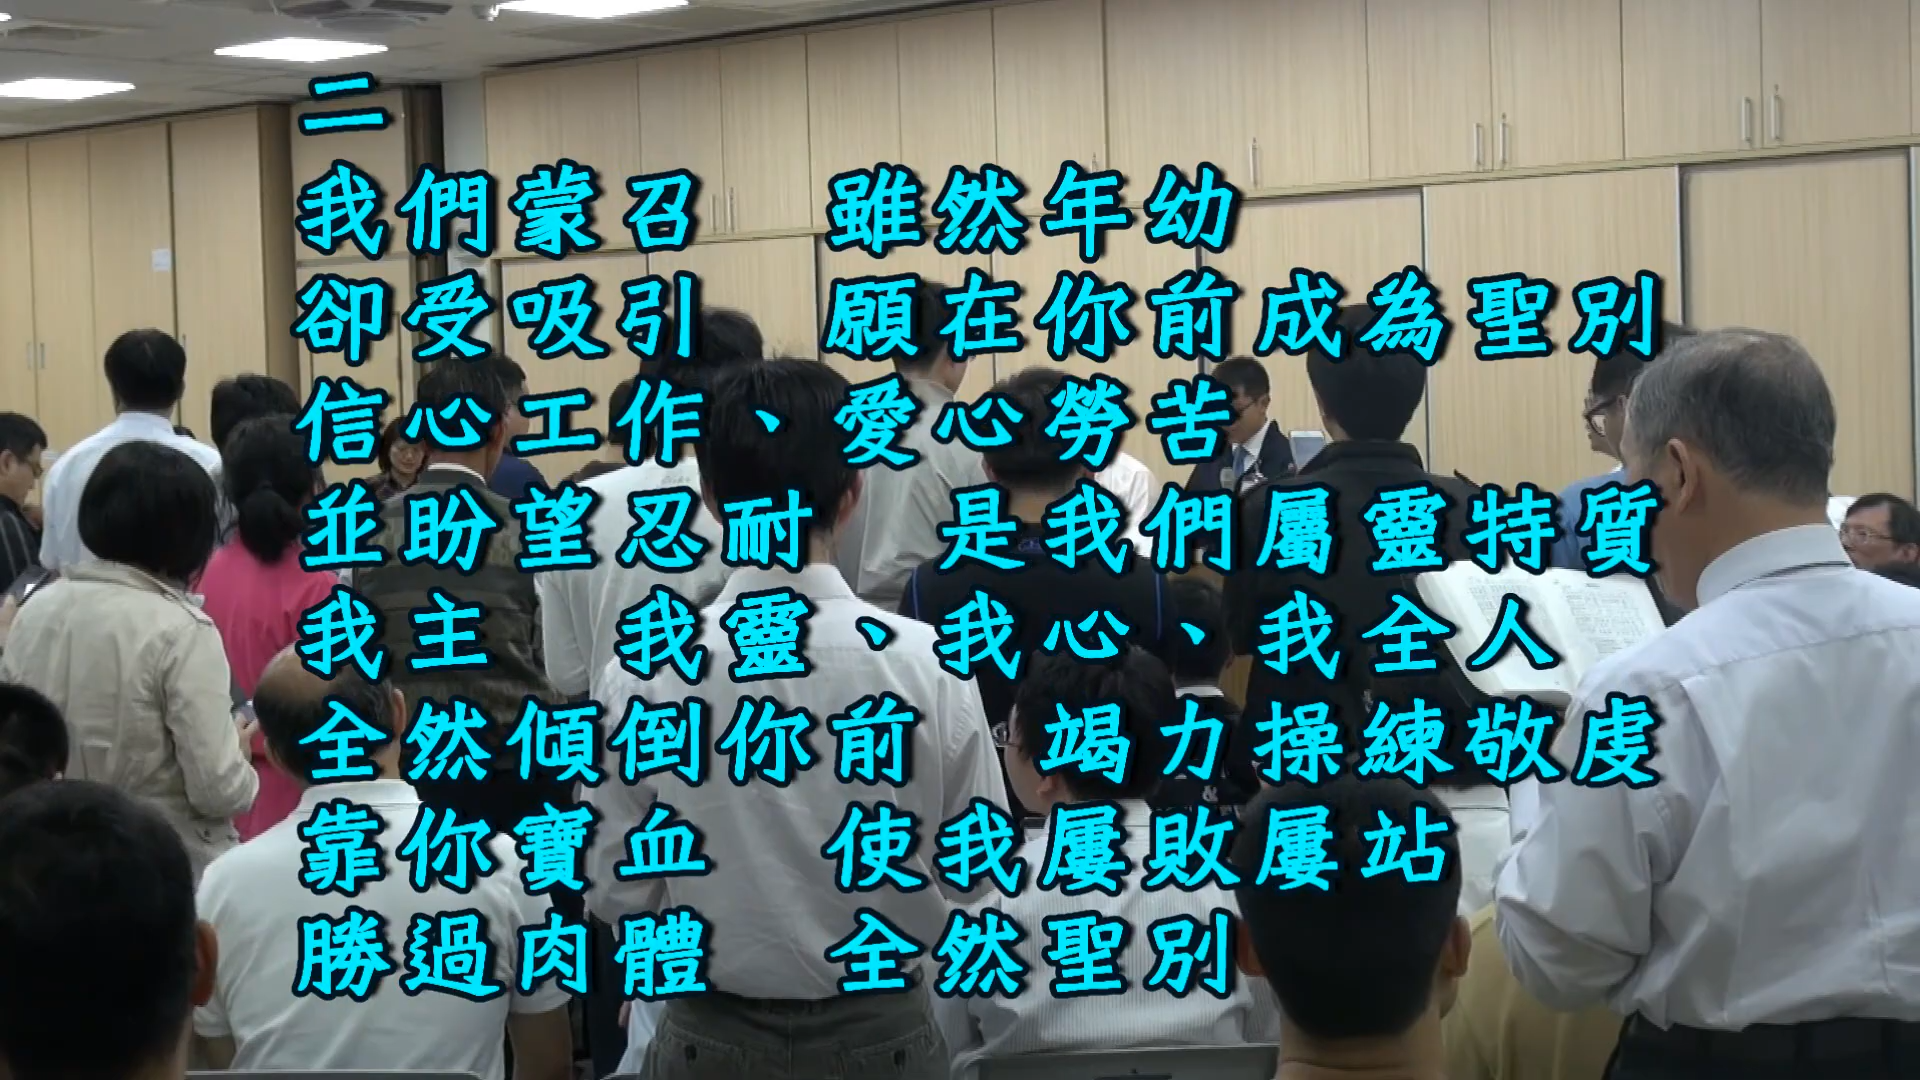 二
我們蒙召　雖然年幼
卻受吸引　願在你前成為聖別
信心工作、愛心勞苦
並盼望忍耐　是我們屬靈特質
我主　我靈、我心、我全人
全然傾倒你前　竭力操練敬虔
靠你寶血　使我屢敗屢站
勝過肉體　全然聖別